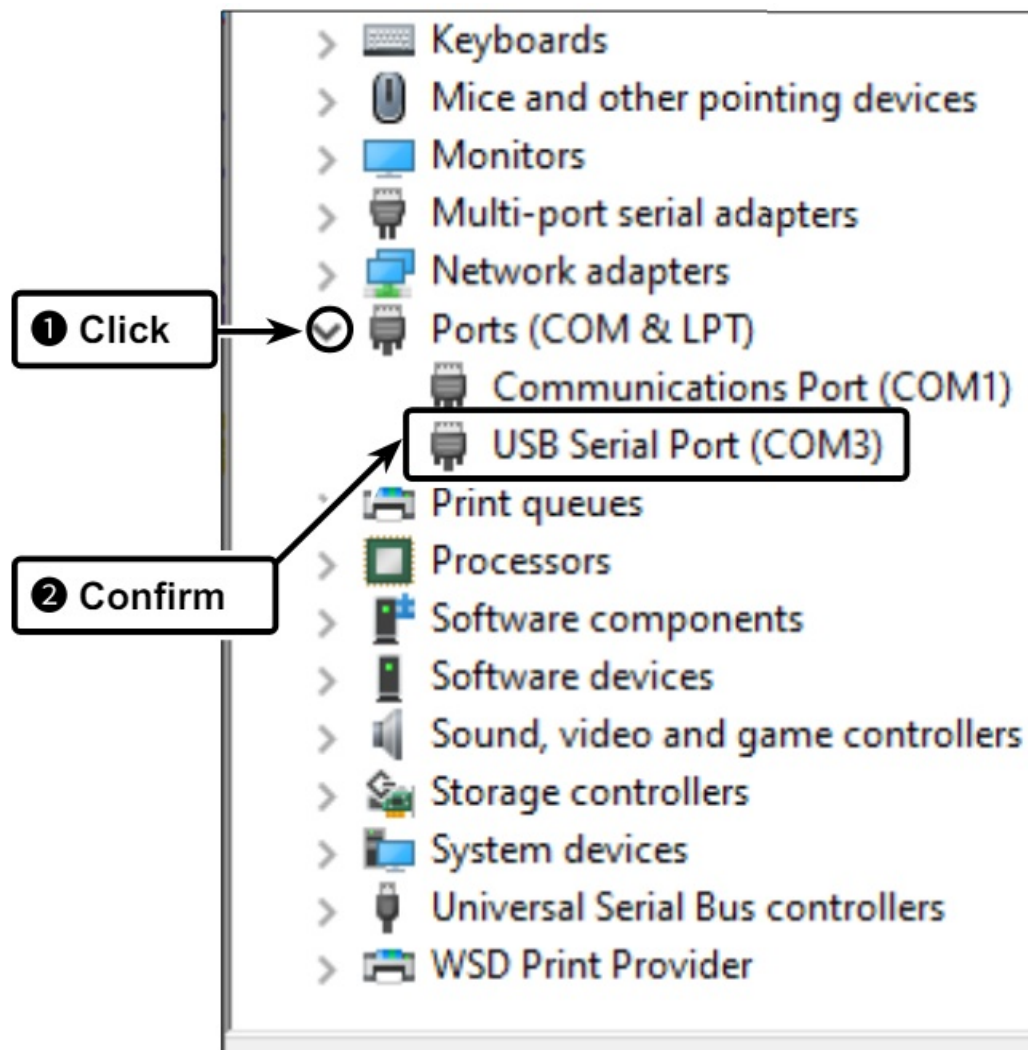 Keyboards
Mice and other pointing devices
Monitors
Multi-port serial adapters
Network adapters
❶ Click
Ports (COM & LPT)
Communications Port (COM1)
USB Serial Port (COM3)
Print queues
Processors
❷ Confirm
Software components
Software devices
Sound, video and game controllers
Storage controllers
System devices
Universal Serial Bus controllers
WSD Print Provider